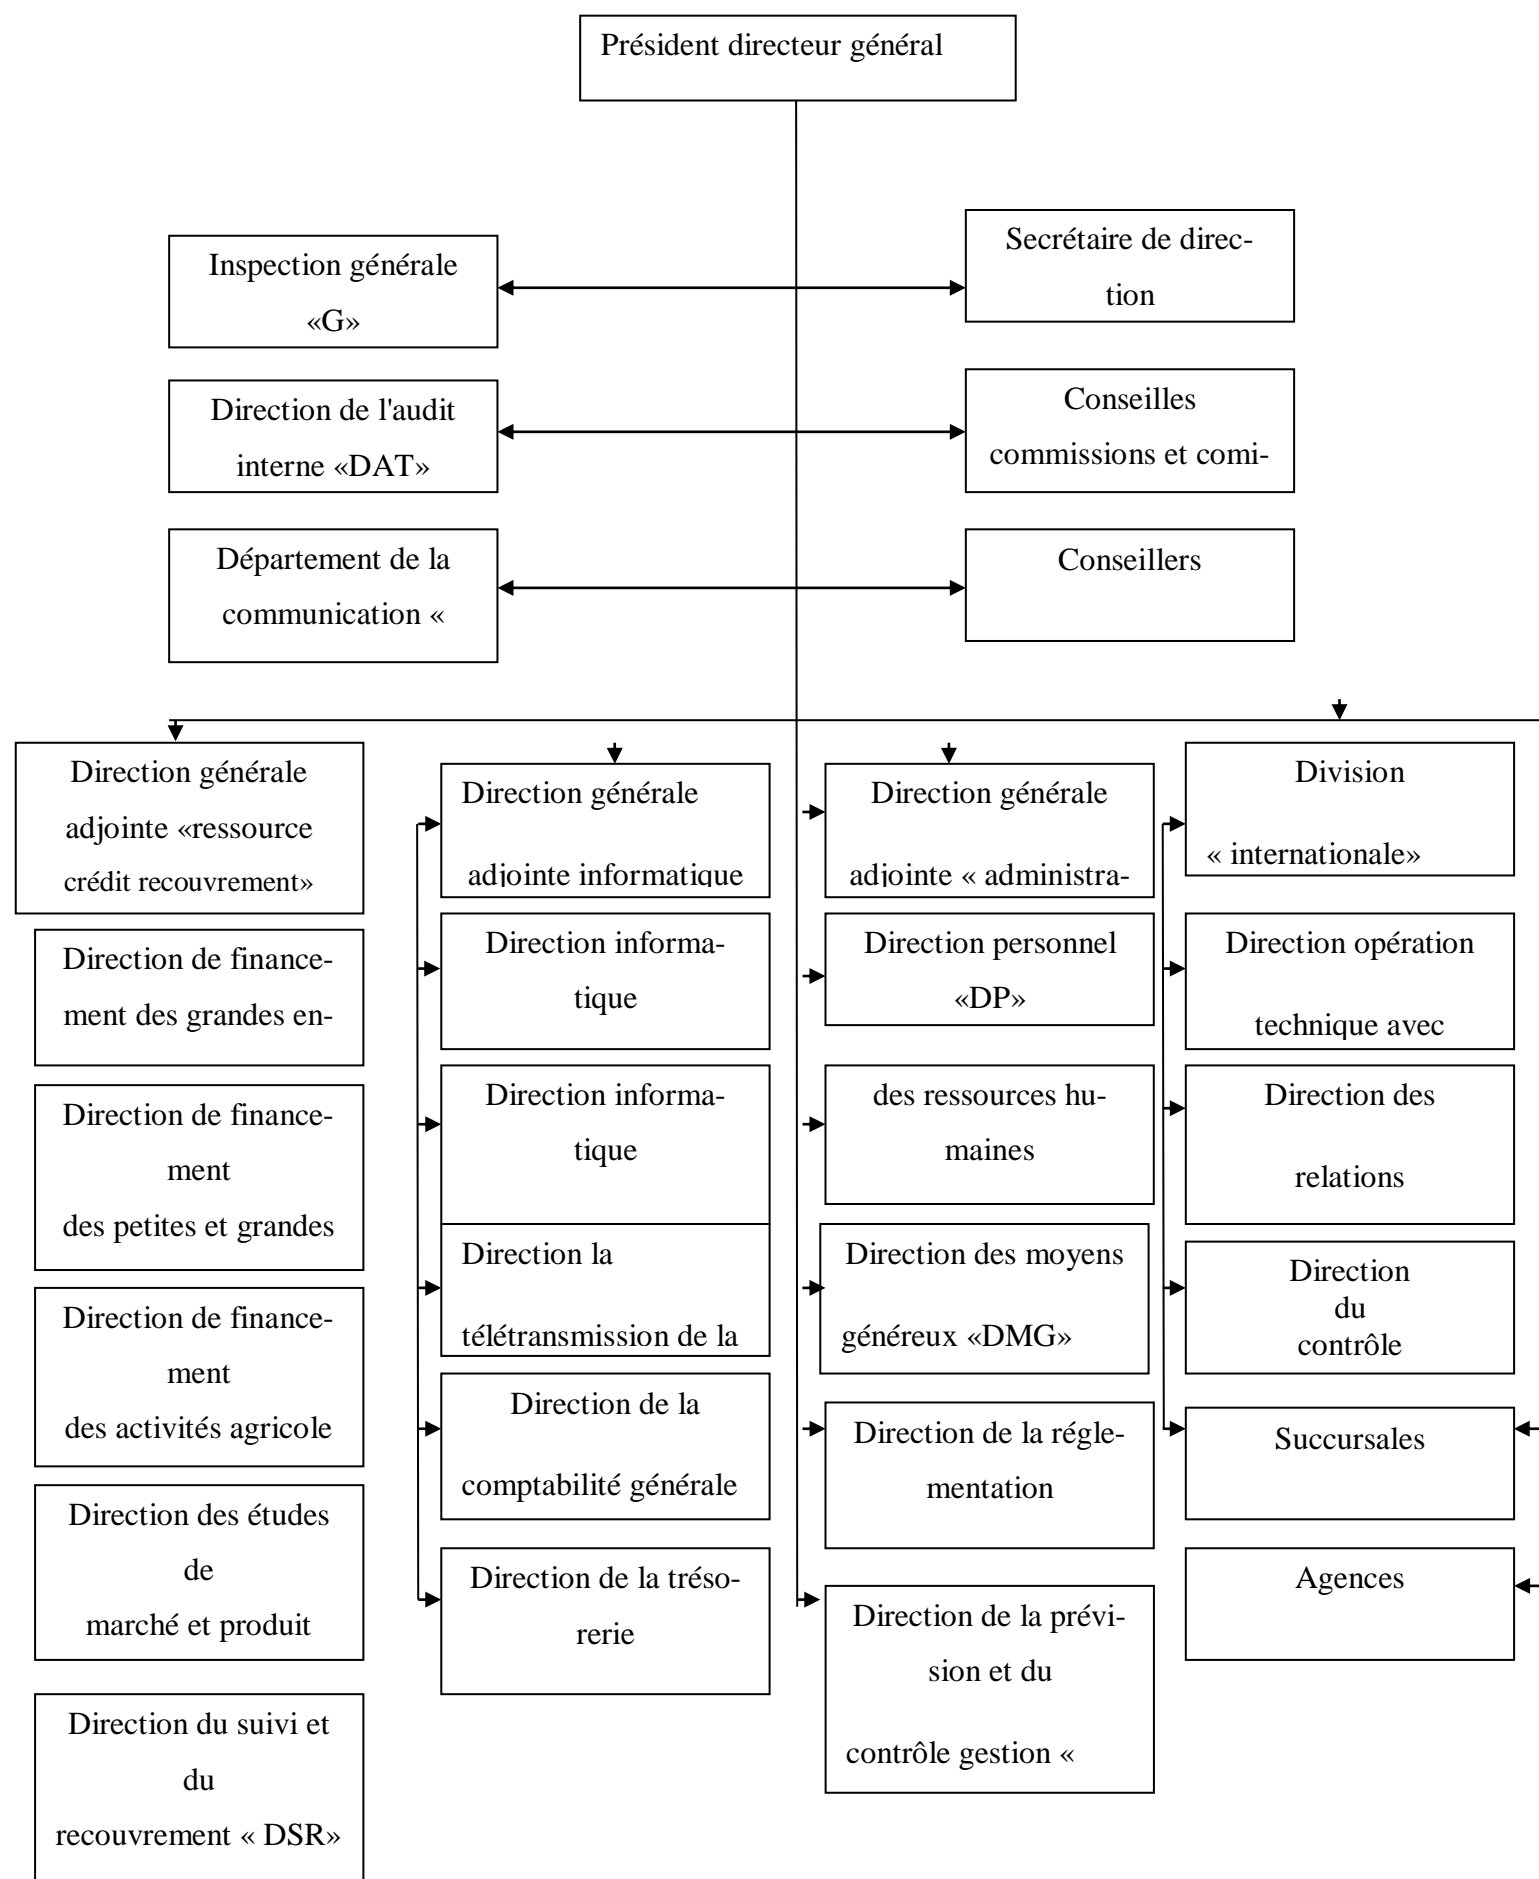 Président directeur général
Inspection générale
«G»
Secrétaire de direc-
tion
Direction de l'audit
interne «DAT»
Conseilles
commissions et comi-
Département de la
communication «
Conseillers
Direction générale
adjointe «ressource
crédit recouvrement»
Direction de finance-
ment des grandes en-
Direction de finance-
ment
des petites et grandes
Direction de finance-
ment
des activités agricole
Direction des études
de
marché et produit
Direction du suivi et
du
recouvrement « DSR»
Direction générale
adjointe informatique
Direction informa-
tique
Direction informa-
tique
Direction la
télétransmission de la
Direction de la
comptabilité générale
Direction de la tréso-
rerie
Direction générale
adjointe « administra-
Direction personnel
«DP»
des ressources hu-
maines
Direction des moyens
généreux «DMG»
Direction de la régle-
mentation
Direction de la prévi-
sion et du
contrôle gestion «
Division
« internationale»
Direction opération
technique avec
Direction des
relations
Direction
du
contrôle
Succursales
Agences